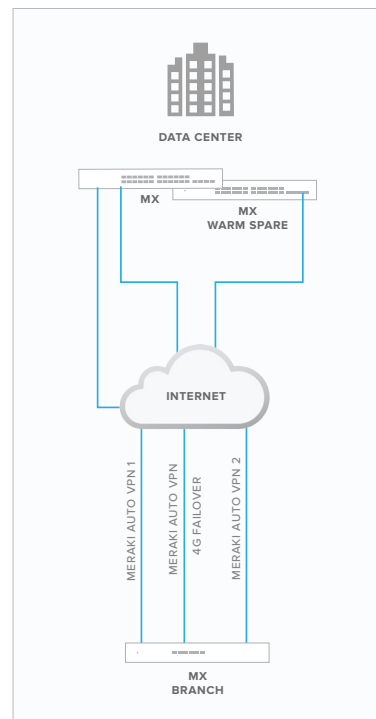 DATA CENTER
MX
MX
WARM SPARE
INTERNET
MERAKI AUTO VPN 1
MERAKI AUTO VPN
4G FAILOVER
MERAKI AUTO VPN 2
MX
BRANCH